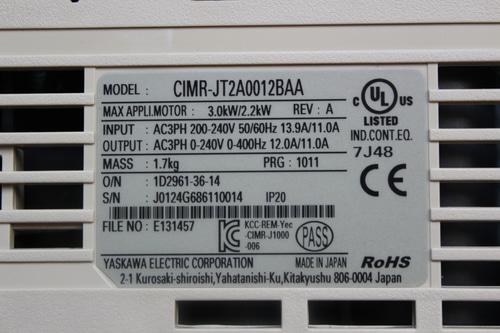 MODEL : CIMR-JT2A0012BAA
MAX APPLI.MOTOR : 3.0kW/2.2kW REV : A
INPUT : AC3PH 200-240V 50/60Hz 13.9A/11.0A
OUTPUT : AC3PH 0-240V 0-400Hz 12.0A/11.0A
MASS : 1.7kg PRG : 1011
O/N : 1D2961-36-14
S/N : J0124G686110014 IP20
FILE NO : E131457
KCC-REM-Yec
-CIMR-J1000
-006
PASS
YASKAWA ELECTRIC CORPORATION MADE IN JAPAN
2-1 Kurosaki-shiroishi,Yahatanishi-Ku,Kitakyushu 806-0004 Japan
C UL US
®
LISTED
IND.CONT.EQ.
7J48
CE
RoHS